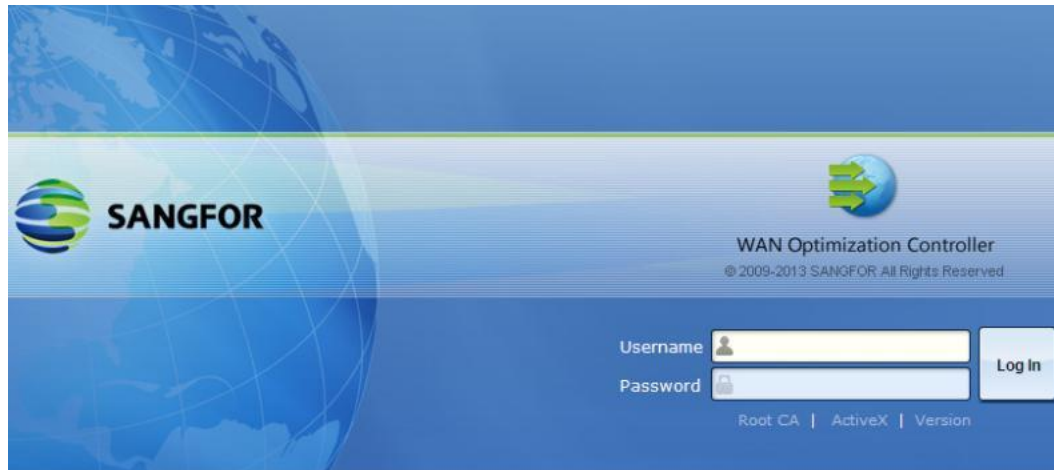 SANGFOR
WAN Optimization Controller
© 2009-2013 SANGFOR All Rights Reserved
Username
Log In
Password
Root CA | ActiveX | Version